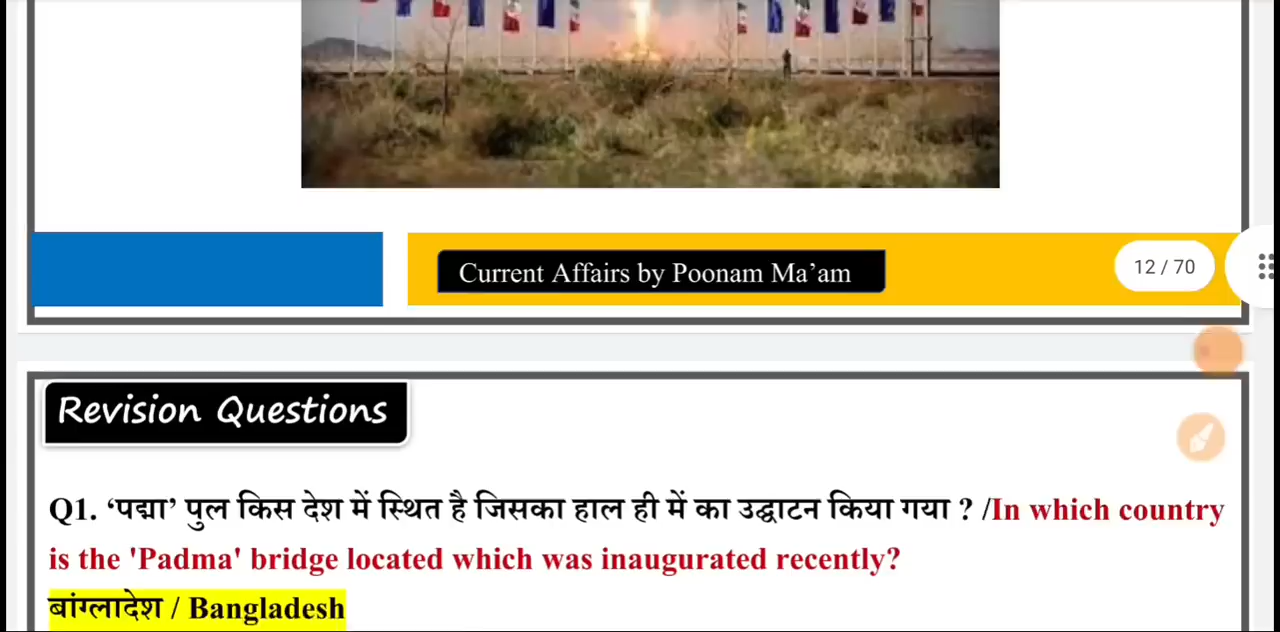 Current Affairs by Poonam Ma’am
12 / 70
Revision Questions
Q1. ‘पद्मा’ पुल किस देश में स्थित है जिसका हाल ही में का उद्घाटन किया गया ? /In which country
is the 'Padma' bridge located which was inaugurated recently?
बांग्लादेश / Bangladesh